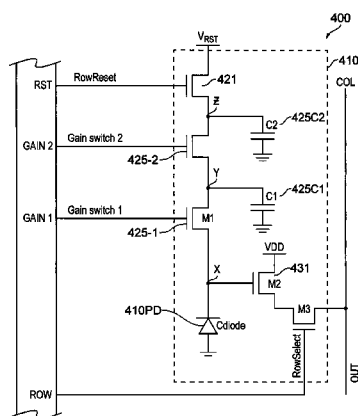 400
V_RST
410
COL
RST
RowReset
421
Z
C2
425C2
GAIN 2
Gain switch 2
425-2
Y
C1
425C1
GAIN 1
Gain switch 1
M1
425-1
VDD
431
X
M2
M3
410PD
Cdiode
RowSelect
ROW
OUT